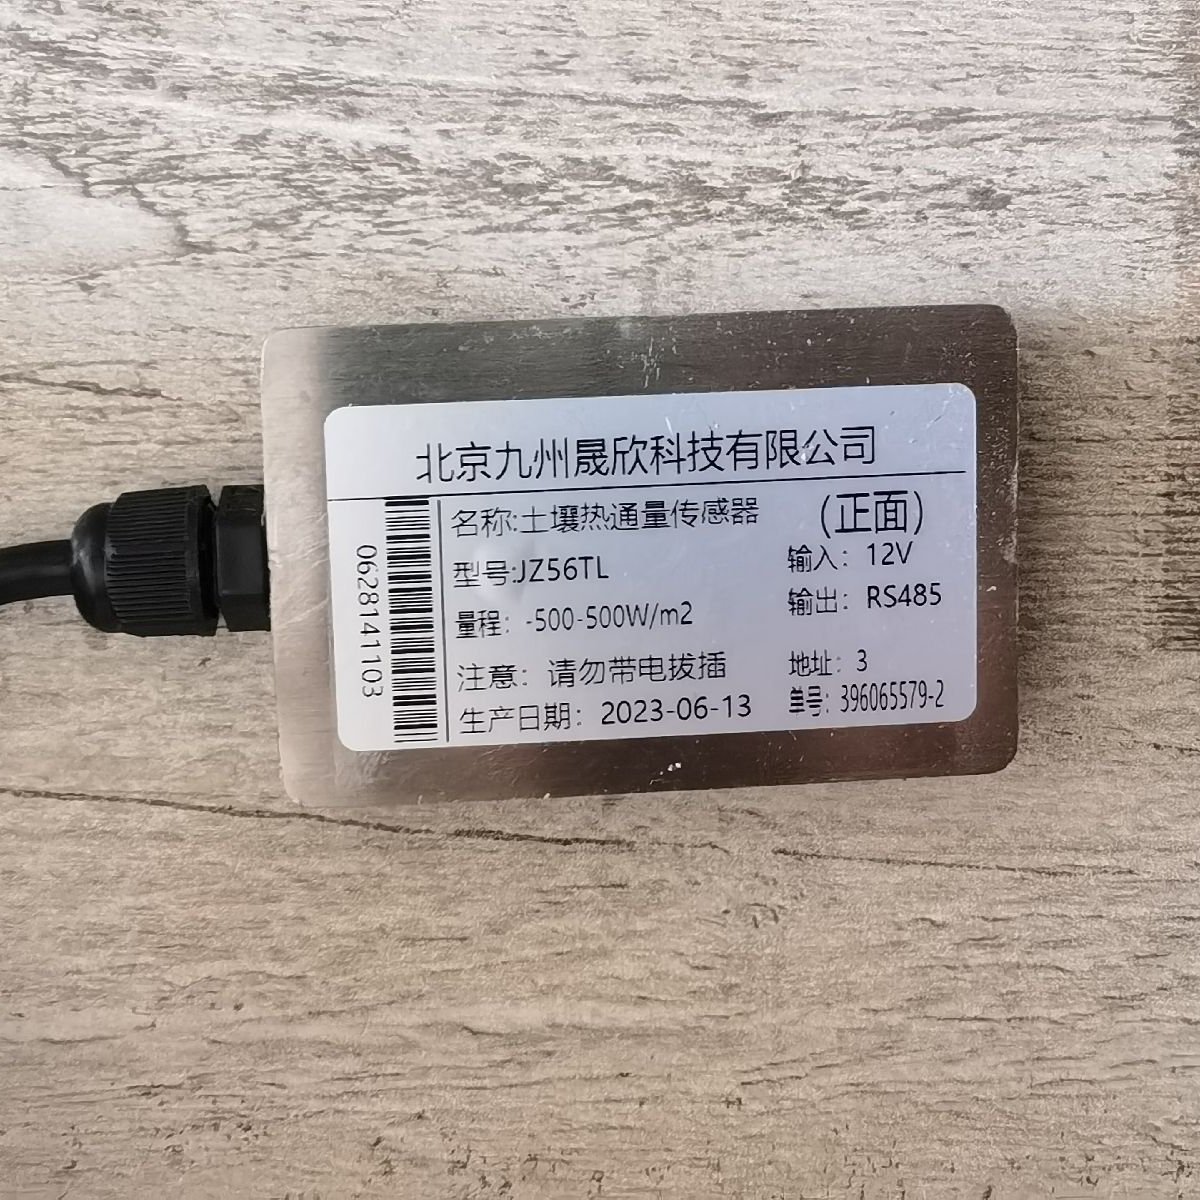 北京九州晟欣科技有限公司
0628141103
名称:土壤热通量传感器
(正面)
型号:JZ56TL
输入：12V
量程：-500-500W/m2
输出：RS485
注意：请勿带电拔插
地址：3
生产日期：2023-06-13
单号：396065579-2